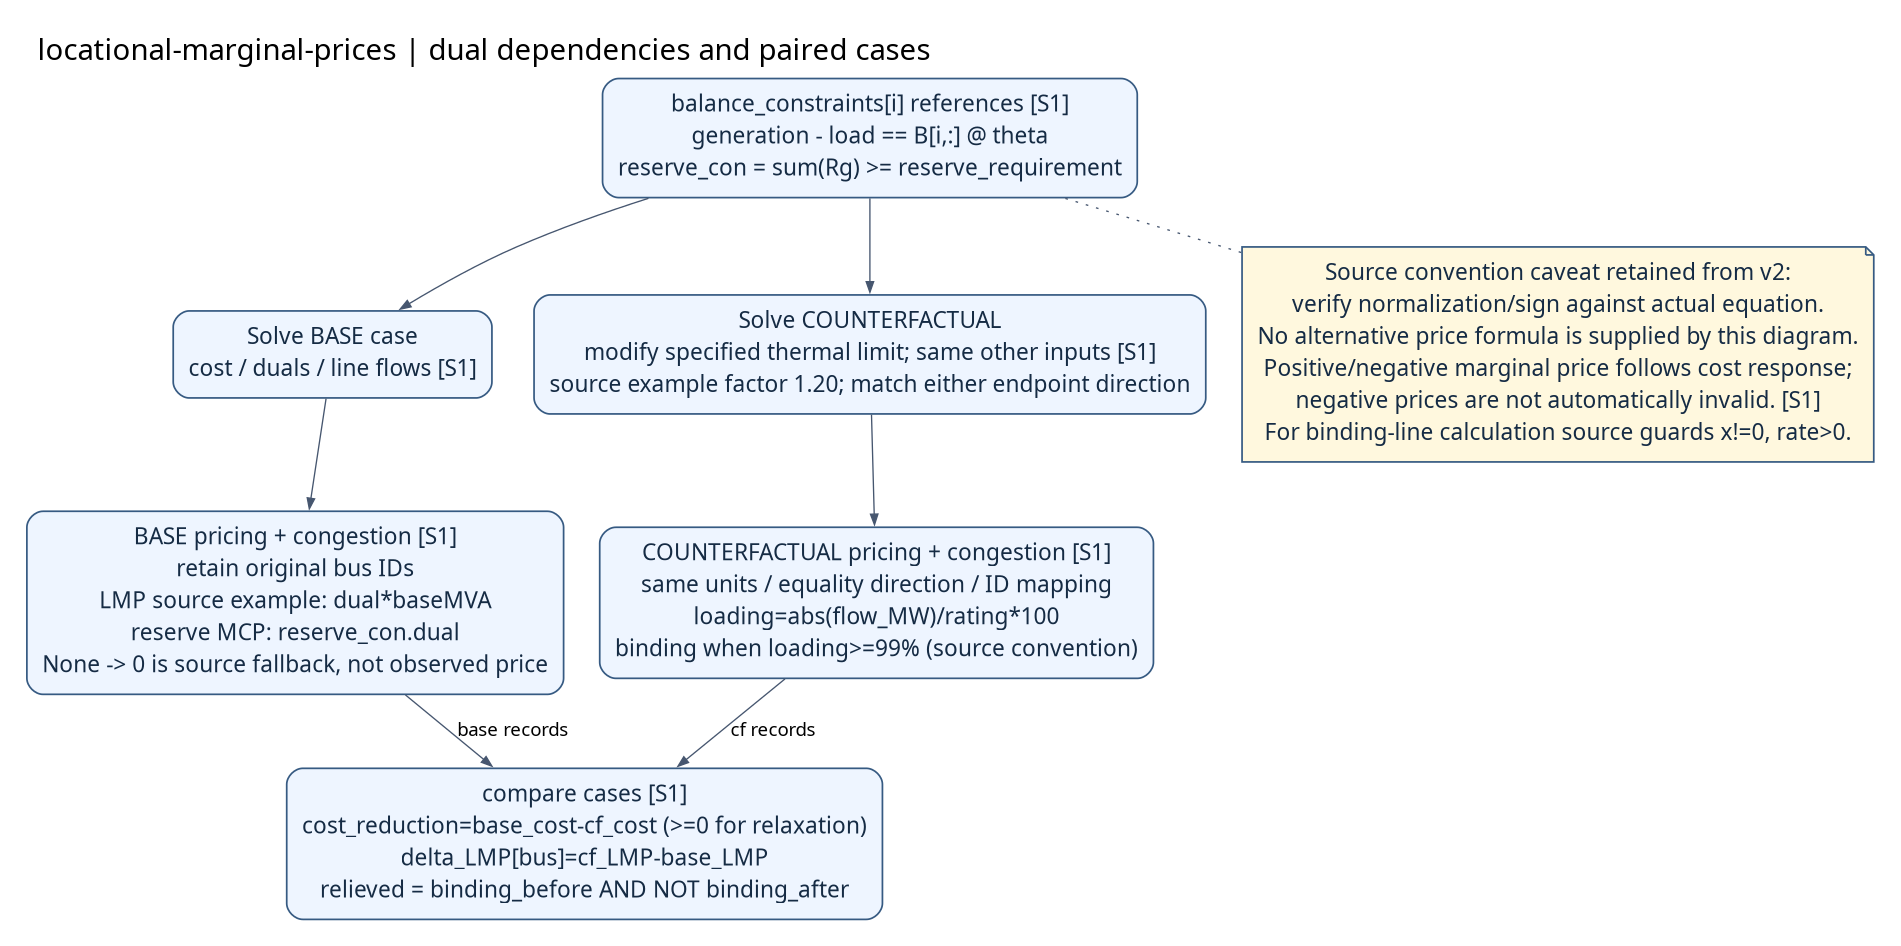 locational-marginal-prices | dual dependencies and paired cases
balance_constraints[i] references [S1]
generation - load == B[i,:] @ theta
reserve_con = sum(Rg) >= reserve_requirement
Source convention caveat retained from v2:
verify normalization/sign against actual equation.
No alternative price formula is supplied by this diagram.
Positive/negative marginal price follows cost response;
negative prices are not automatically invalid. [S1]
For binding-line calculation source guards x!=0, rate>0.
Solve BASE case
cost / duals / line flows [S1]
Solve COUNTERFACTUAL
modify specified thermal limit; same other inputs [S1]
source example factor 1.20; match either endpoint direction
BASE pricing + congestion [S1]
retain original bus IDs
LMP source example: dual*baseMVA
reserve MCP: reserve_con.dual
None -> 0 is source fallback, not observed price
COUNTERFACTUAL pricing + congestion [S1]
same units / equality direction / ID mapping
loading=abs(flow_MW)/rating*100
binding when loading>=99% (source convention)
base records
cf records
compare cases [S1]
cost_reduction=base_cost-cf_cost (>=0 for relaxation)
delta_LMP[bus]=cf_LMP-base_LMP
relieved = binding_before AND NOT binding_after